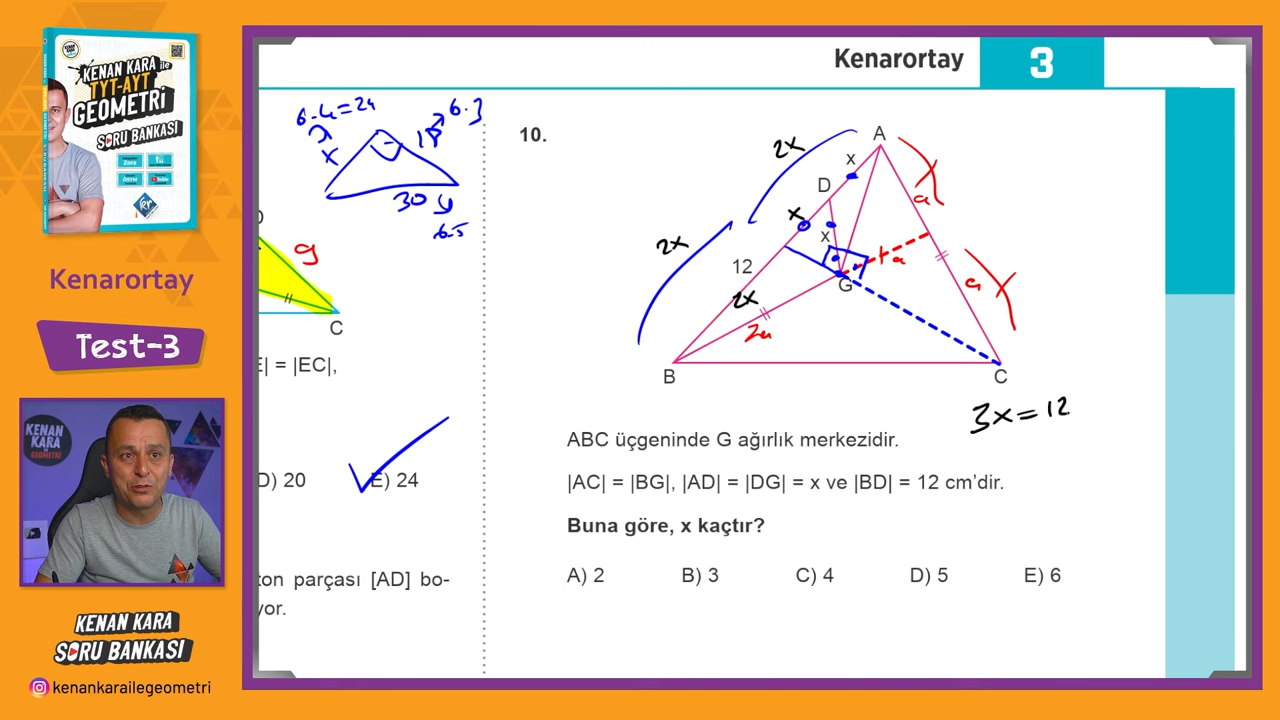 KENAN KARA ile
TYT-AYT
GEOMETRİ
SORU BANKASI
Kenarortay
Test-3
KENAN
KARA
GEOMETRI
KENAN KARA
SORU BANKASI
kenankarailegeometri
Kenarortay
3
6-4=24
x
18
6.3
30
6.5
9
C
E| = |EC|,
D) 20
E) 24
ton parçası [AD] bo-
yor.
10.
A
2x
x
D
a
x
2x
x
12
a
G
a
2x
2a
B
C
3x=12
ABC üçgeninde G ağırlık merkezidir.
|AC| = |BG|, |AD| = |DG| = x ve |BD| = 12 cm'dir.
Buna göre, x kaçtır?
A) 2 B) 3 C) 4 D) 5 E) 6